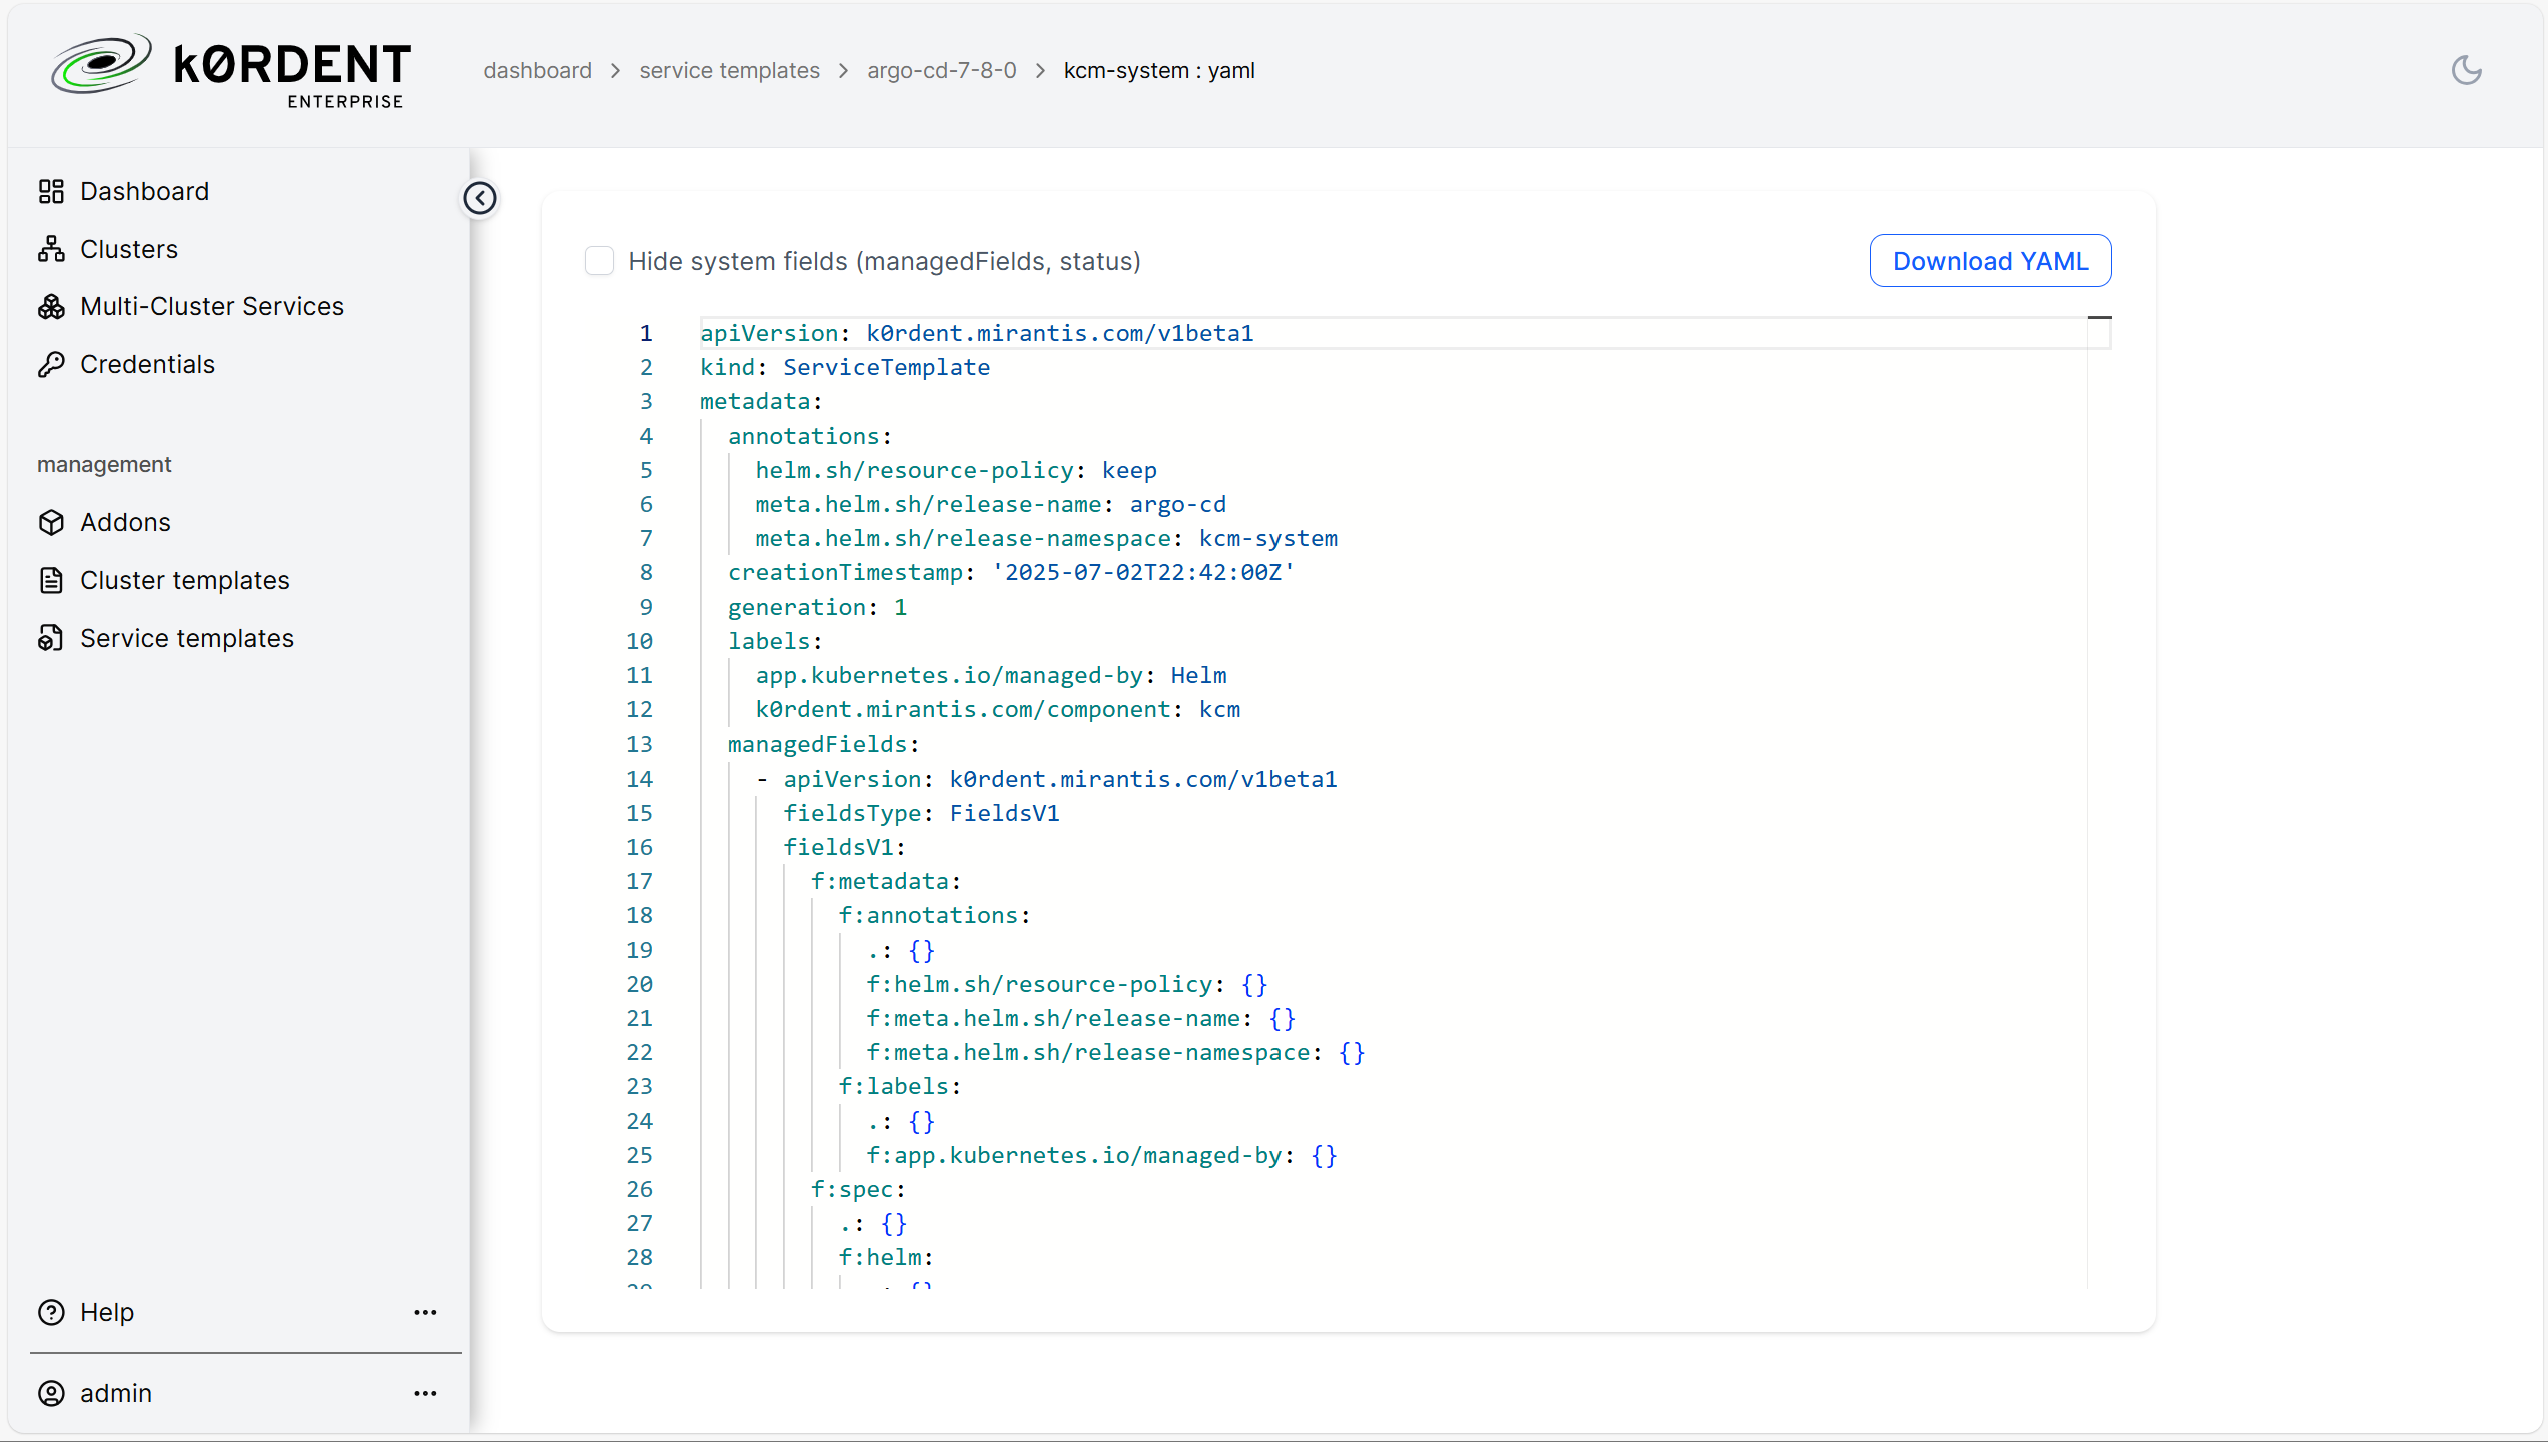 kØRDENT
ENTERPRISE
dashboard > service templates > argo-cd-7-8-0 > kcm-system : yaml
Dashboard
Clusters
Multi-Cluster Services
Credentials
management
Addons
Cluster templates
Service templates
Help
admin
Hide system fields (managedFields, status)
Download YAML
1 apiVersion: k0rdent.mirantis.com/v1beta1
2 kind: ServiceTemplate
3 metadata:
4   annotations:
5     helm.sh/resource-policy: keep
6     meta.helm.sh/release-name: argo-cd
7     meta.helm.sh/release-namespace: kcm-system
8   creationTimestamp: '2025-07-02T22:42:00Z'
9   generation: 1
10   labels:
11     app.kubernetes.io/managed-by: Helm
12     k0rdent.mirantis.com/component: kcm
13   managedFields:
14     - apiVersion: k0rdent.mirantis.com/v1beta1
15       fieldsType: FieldsV1
16       fieldsV1:
17         f:metadata:
18           f:annotations:
19             .: {}
20             f:helm.sh/resource-policy: {}
21             f:meta.helm.sh/release-name: {}
22             f:meta.helm.sh/release-namespace: {}
23           f:labels:
24             .: {}
25             f:app.kubernetes.io/managed-by: {}
26         f:spec:
27           .: {}
28           f:helm: